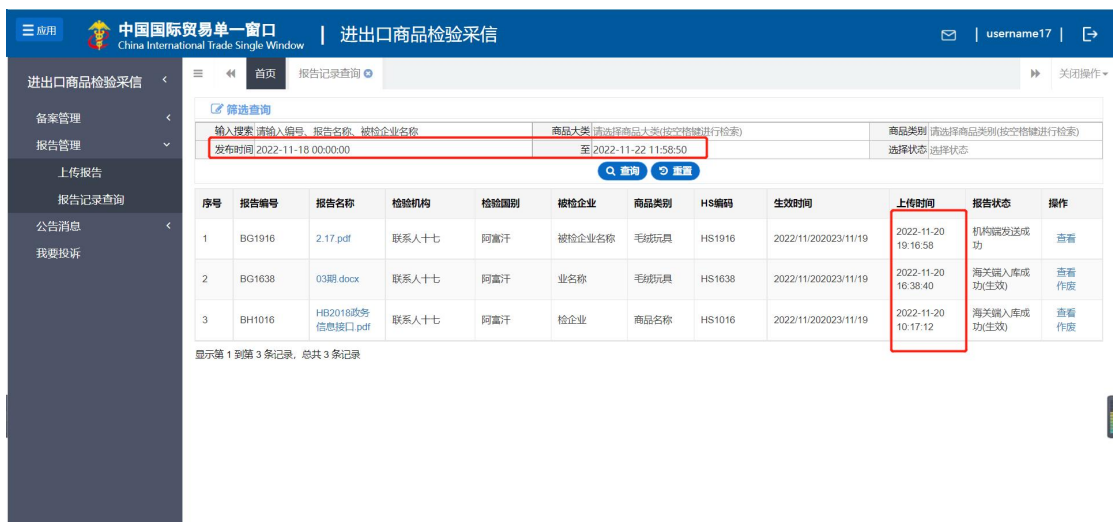 应用 中国国际贸易单一窗口 | 进出口商品检验采信 | username17 |
China International Trade Single Window
进出口商品检验采信 首页 报告记录查询 关闭操作
备案管理
报告管理
上传报告
报告记录查询
公告消息
我要投诉
筛选查询
输入搜索 请输入编号、报告名称、被检企业名称 商品大类 请选择商品大类(按空格键进行检索) 商品类别 请选择商品类别(按空格键进行检索)
发布时间 2022-11-18 00:00:00 至 2022-11-22 11:58:50 选择状态 选择状态
查询 重置
序号 报告编号 报告名称 检验机构 检验国别 被检企业 商品类别 HS编码 生效时间 上传时间 报告状态 操作
1 BG1916 2.17.pdf 联系人十七 阿富汗 被检企业名称 毛绒玩具 HS1916 2022/11/202023/11/19 2022-11-20 19:16:58 机构端发送成功 查看
2 BG1638 03期.docx 联系人十七 阿富汗 业名称 毛绒玩具 HS1638 2022/11/202023/11/19 2022-11-20 16:38:40 海关端入库成功(生效) 查看 作废
3 BH1016 HB2018政务信息接口.pdf 联系人十七 阿富汗 检企业 商品名称 HS1016 2022/11/202023/11/19 2022-11-20 10:17:12 海关端入库成功(生效) 查看 作废
显示第 1 到第 3 条记录，总共 3 条记录